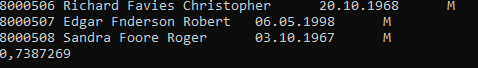 8000506 Richard Favies Christopher 20.10.1968 M
8000507 Edgar Fnderson Robert 06.05.1998 M
8000508 Sandra Foore Roger 03.10.1967 M
0,7387269